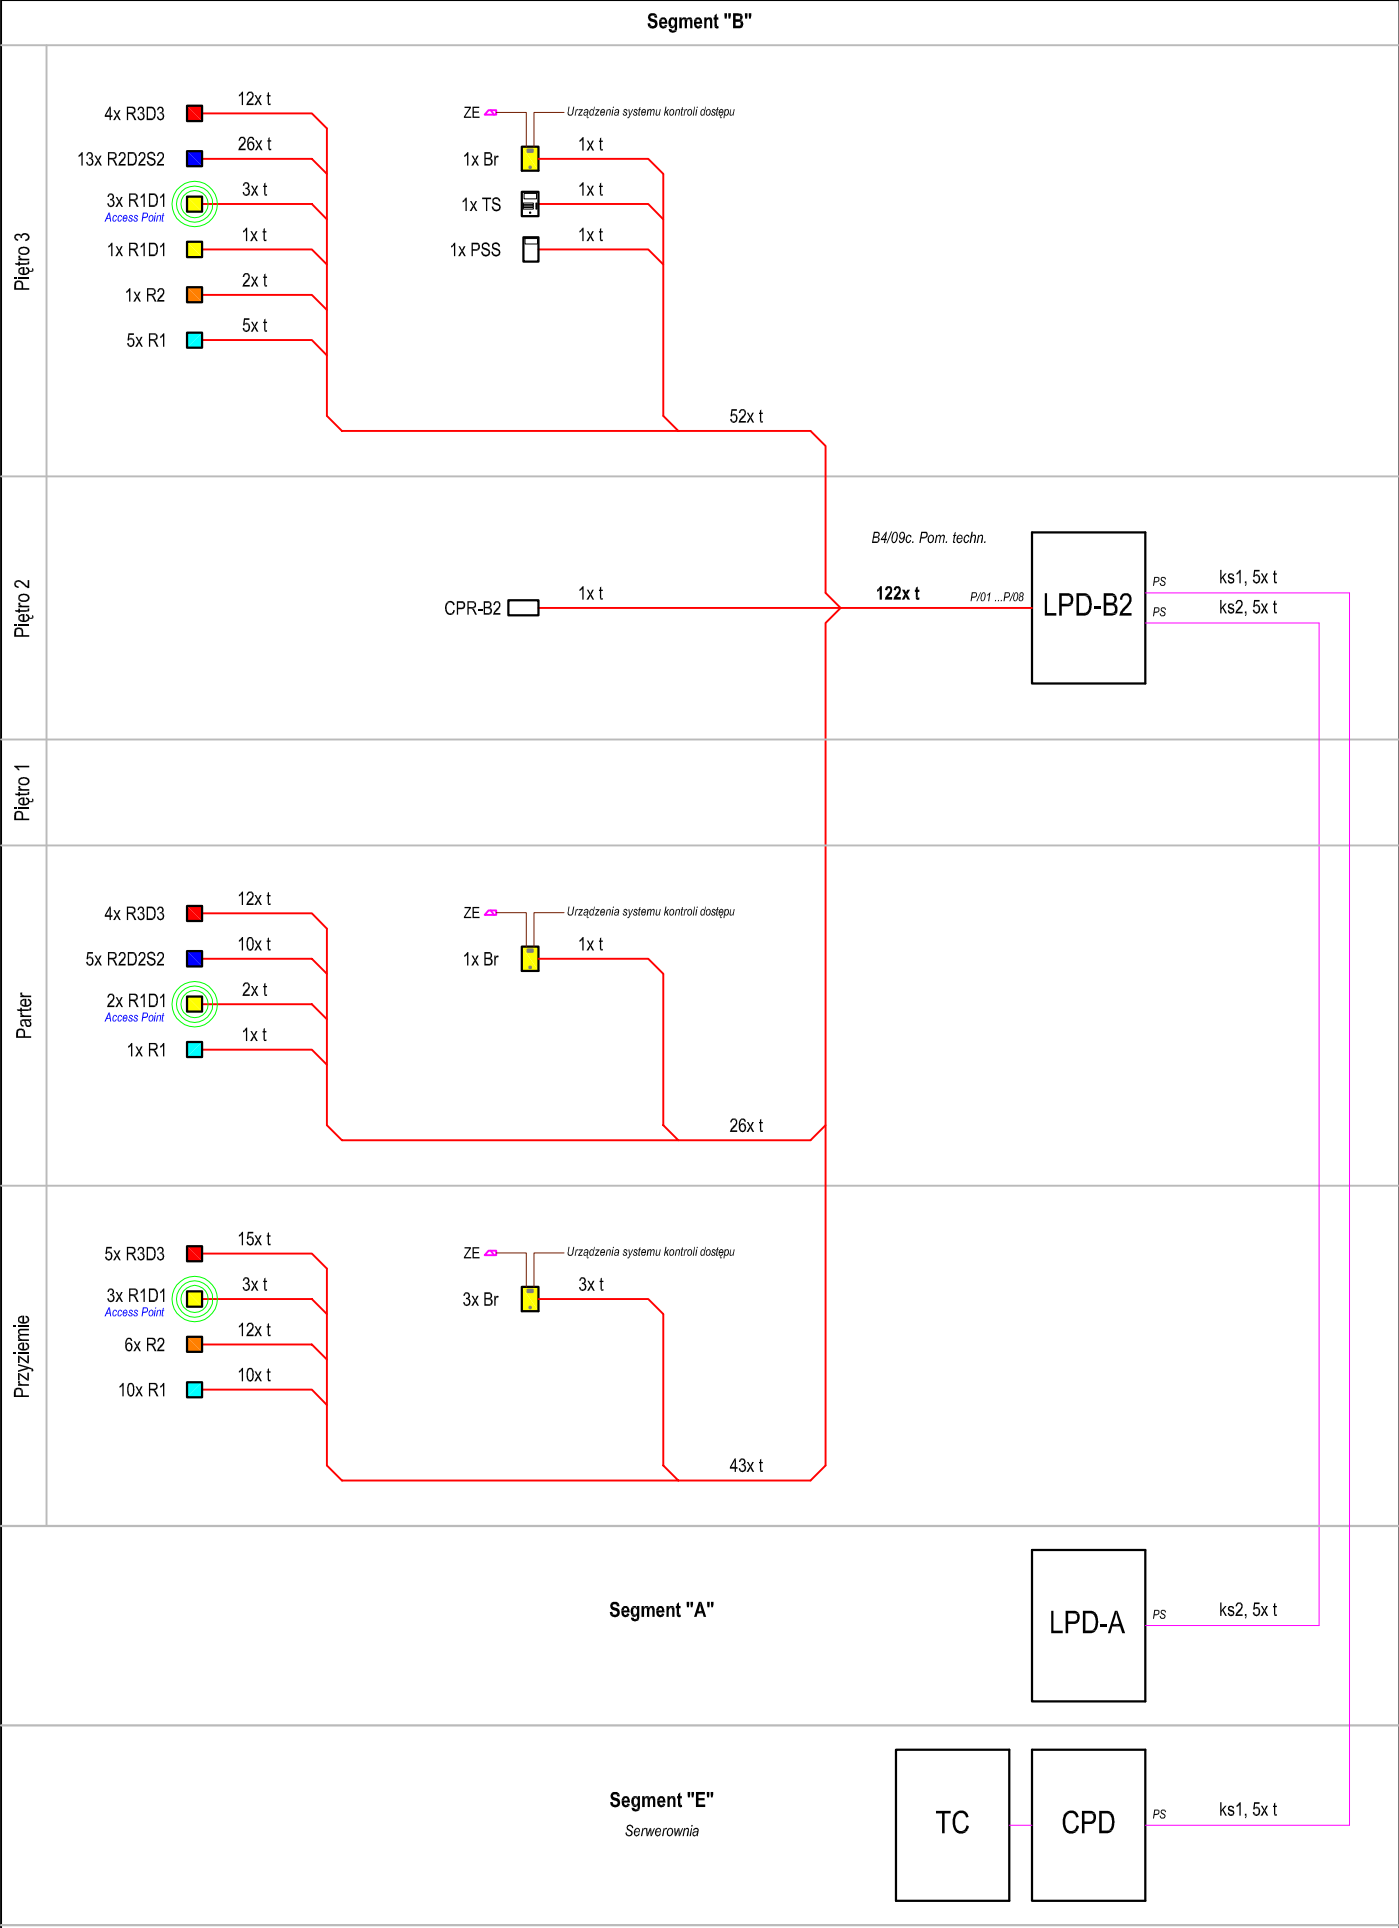 Segment "B"
Piętro 3
4x R3D3
12x t
ZE
Urządzenia systemu kontroli dostępu
13x R2D2S2
26x t
1x Br
1x t
3x R1D1
Access Point
3x t
1x TS
1x t
1x R1D1
1x t
1x PSS
1x t
1x R2
2x t
5x R1
5x t
52x t
Piętro 2
B4/09c. Pom. techn.
CPR-B2
1x t
122x t
P/01 ...P/08
LPD-B2
PS
ks1, 5x t
PS
ks2, 5x t
Piętro 1
Parter
4x R3D3
12x t
ZE
Urządzenia systemu kontroli dostępu
5x R2D2S2
10x t
1x Br
1x t
2x R1D1
Access Point
2x t
1x R1
1x t
26x t
Przyziemie
5x R3D3
15x t
ZE
Urządzenia systemu kontroli dostępu
3x R1D1
Access Point
3x t
3x Br
3x t
6x R2
12x t
10x R1
10x t
43x t
Segment "A"
LPD-A
PS
ks2, 5x t
Segment "E"
Serwerownia
TC
CPD
PS
ks1, 5x t